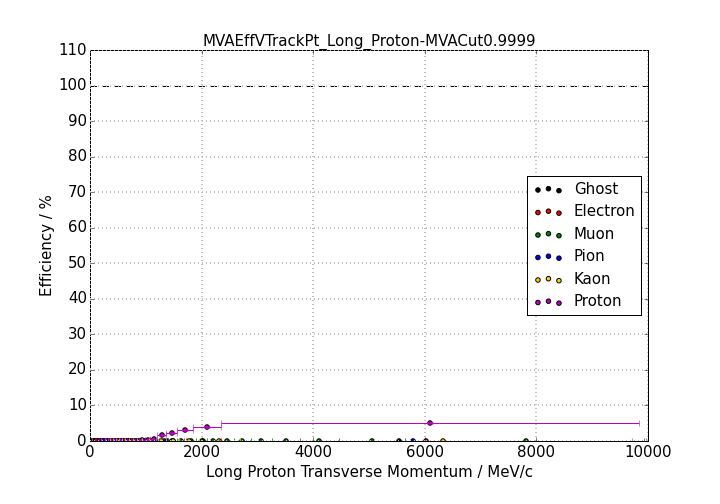 MVAEffVTrackPt_Long_Proton-MVACut0.9999
110
100
90
80
70
60
50
40
30
20
10
0
Efficiency / %
Ghost
Electron
Muon
Pion
Kaon
Proton
0 2000 4000 6000 8000 10000
Long Proton Transverse Momentum / MeV/c